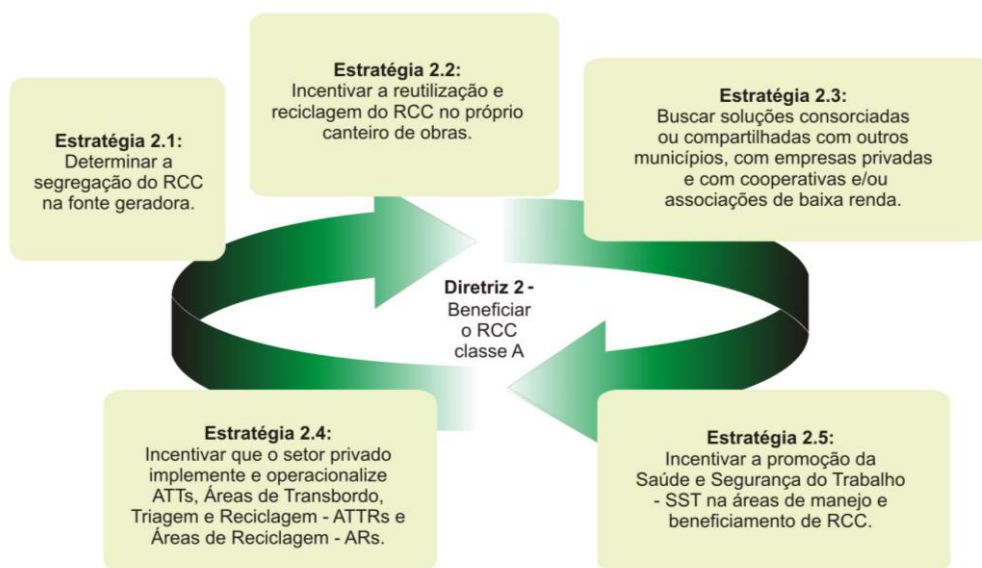 Estratégia 2.1:
Determinar a
segregação do RCC
na fonte geradora.
Estratégia 2.2:
Incentivar a reutilização e
reciclagem do RCC no próprio
canteiro de obras.
Estratégia 2.3:
Buscar soluções consorciadas
ou compartilhadas com outros
municípios, com empresas privadas
e com cooperativas e/ou
associações de baixa renda.
Diretriz 2 -
Beneficiar
o RCC
classe A
Estratégia 2.4:
Incentivar que o setor privado
implemente e operacionalize
ATTs, Áreas de Transbordo,
Triagem e Reciclagem - ATTRs e
Áreas de Reciclagem - ARs.
Estratégia 2.5:
Incentivar a promoção da
Saúde e Segurança do Trabalho
- SST na áreas de manejo e
beneficiamento de RCC.